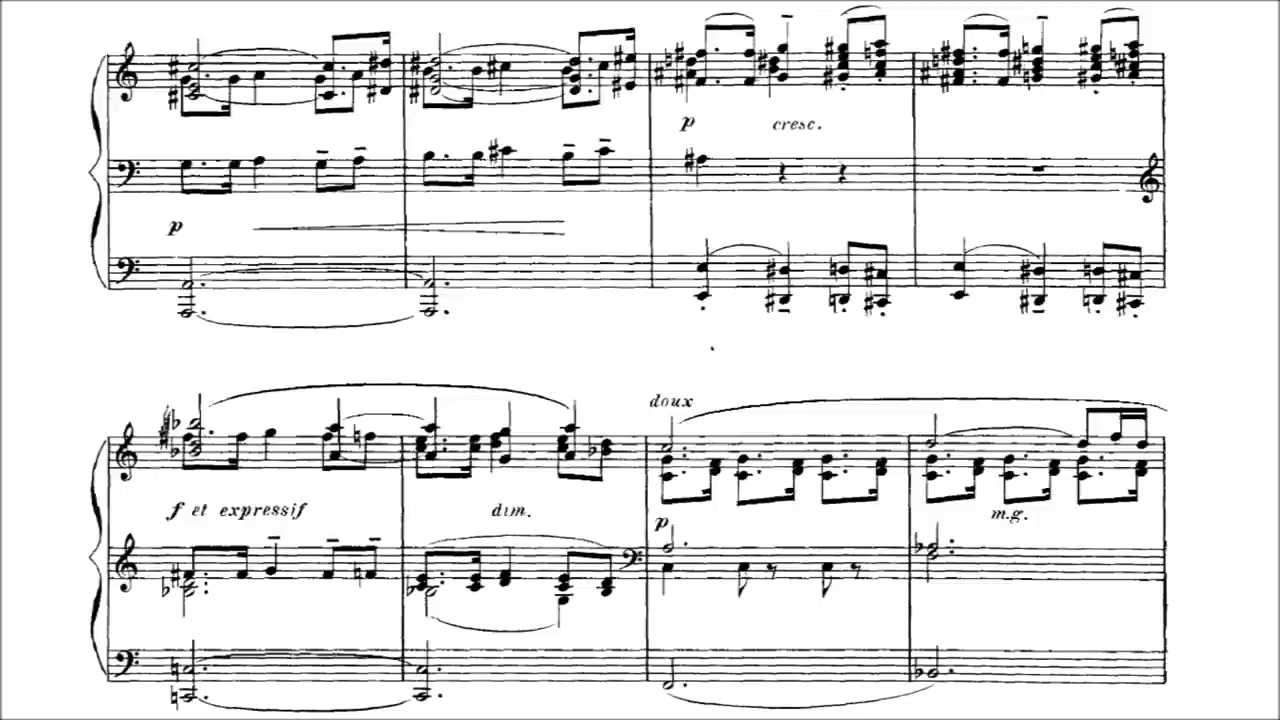 p cresc.
p
doux
f et expressif dim. m.g.
p